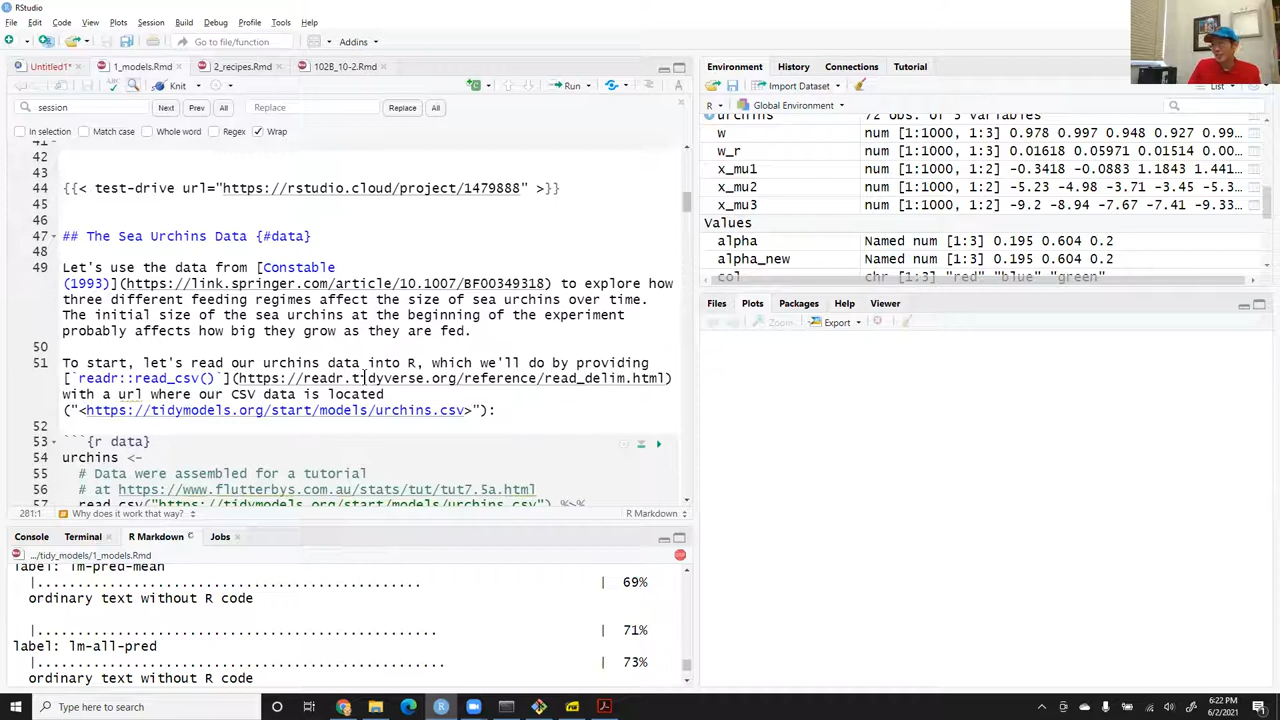 RStudio
File Edit Code View Plots Session Build Debug Profile Tools Help
Go to file/function
Addins
Untitled1*
1_models.Rmd
2_recipes.Rmd
102B_10-2.Rmd
Knit
Run
session
Next
Prev
All
Replace
Replace
All
In selection
Match case
Whole word
Regex
Wrap
41
42
43
44 {{< test-drive url="https://rstudio.cloud/project/1479888" >}}
45
46
47 ## The Sea Urchins Data {#data}
48
49 Let's use the data from [Constable
(1993)](https://link.springer.com/article/10.1007/BF00349318) to explore how
three different feeding regimes affect the size of sea urchins over time.
The initial size of the sea urchins at the beginning of the experiment
probably affects how big they grow as they are fed.
50
51 To start, let's read our urchins data into R, which we'll do by providing
[`readr::read_csv()`](https://readr.tidyverse.org/reference/read_delim.html)
with a url where our CSV data is located
("<https://tidymodels.org/start/models/urchins.csv>"):
52
53 ```{r data}
54 urchins <-
55 # Data were assembled for a tutorial
56 # at https://www.flutterbys.com.au/stats/tut/tut7.5a.html
57 read_csv("https://tidymodels.org/start/models/urchins.csv") %>%
281:1 Why does it work that way? R Markdown
Console
Terminal
R Markdown
Jobs
.../tidy_models/1_models.Rmd
label: lm-pred-mean
|................................................ | 69%
ordinary text without R code
|.................................................. | 71%
label: lm-all-pred
|................................................... | 73%
ordinary text without R code
Environment
History
Connections
Tutorial
Import Dataset
List
R
Global Environment
urchins 72 obs. of 3 variables
w num [1:1000, 1:3] 0.978 0.997 0.948 0.927 0.99…
w_r num [1:1000, 1:3] 0.01618 0.05971 0.01514 0.00…
x_mu1 num [1:1000, 1:2] -0.3418 -0.0883 1.1843 1.441…
x_mu2 num [1:1000, 1:2] -5.23 -4.98 -3.71 -3.45 -5.3…
x_mu3 num [1:1000, 1:2] -9.2 -8.94 -7.67 -7.41 -9.33…
Values
alpha Named num [1:3] 0.195 0.604 0.2
alpha_new Named num [1:3] 0.195 0.604 0.2
col chr [1:3] "red" "blue" "green"
Files
Plots
Packages
Help
Viewer
Zoom
Export
Type here to search
6:22 PM
6/2/2021